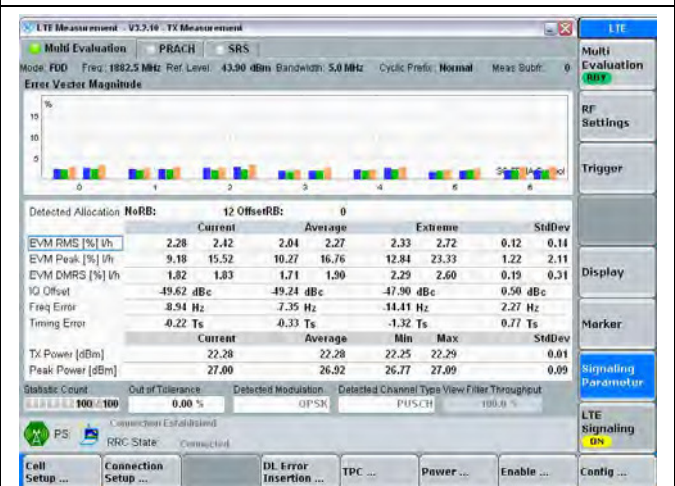 LTE Measurement - V3.2.10 - TX Measurement
LTE
Multi Evaluation PRACH SRS
Mode: FDD Freq.: 1882.5 MHz Ref. Level: 43.90 dBm Bandwidth: 5.0 MHz Cyclic Prefix: Normal Meas Subfr.: 0
Multi Evaluation RDY
Error Vector Magnitude
%
15
10
5
0 1 2 3 4 5 6
RF Settings
Trigger
Detected Allocation NoRB: 12 OffsetRB: 0
Current Average Extreme StdDev
EVM RMS [%] l/h 2.28 2.42 2.04 2.27 2.33 2.72 0.12 0.14
EVM Peak [%] l/h 9.18 15.52 10.27 16.76 12.84 23.33 1.22 2.11
EVM DMRS [%] l/h 1.82 1.83 1.71 1.90 2.29 2.60 0.19 0.31
IQ Offset -49.62 dBc -49.24 dBc -47.90 dBc 0.50 dBc
Freq Error -8.94 Hz -7.35 Hz -14.41 Hz 2.27 Hz
Timing Error -0.22 Ts -0.33 Ts -1.32 Ts 0.77 Ts
Current Average Min Max StdDev
TX Power [dBm] 22.28 22.28 22.25 22.29 0.01
Peak Power [dBm] 27.00 26.92 26.77 27.09 0.09
Display
Marker
Signaling Parameter
Statistic Count Out of Tolerance Detected Modulation Detected Channel Type View Filter Throughput
100 / 100 0.00 % QPSK PUSCH 100.0 %
PS Connection Established
RRC State: Connected
LTE Signaling ON
Cell Setup ... Connection Setup ... DL Error Insertion ... TPC ... Power ... Enable ... Config ...